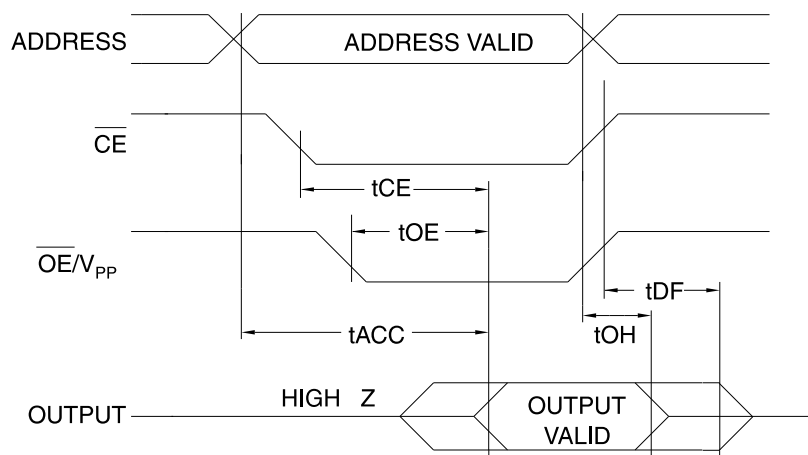 ADDRESS
ADDRESS VALID
CE
tCE
tOE
OE/VPP
tDF
tACC
tOH
HIGH Z
OUTPUT
OUTPUT
VALID